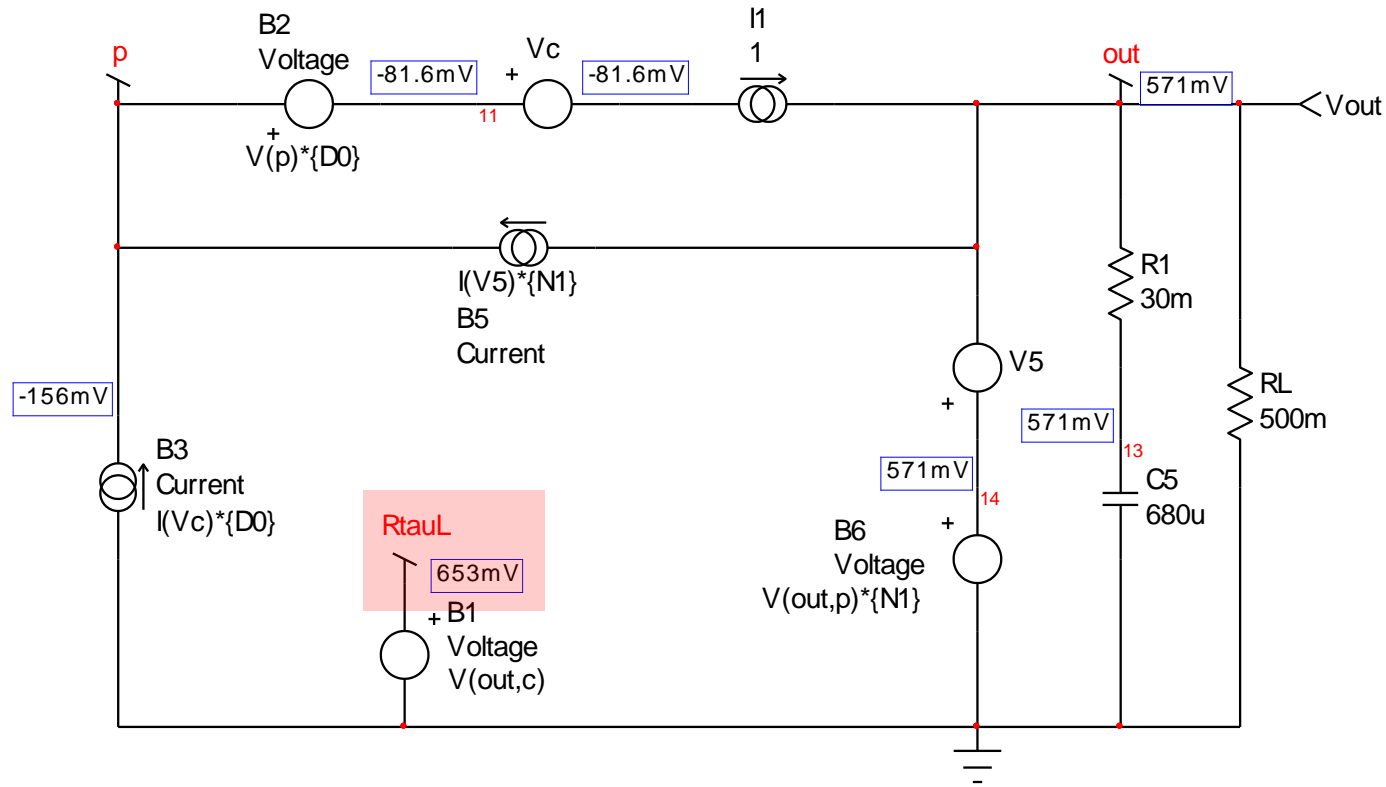 B2
Voltage
p
-81.6mV
+
Vc
-81.6mV
I1
1
out
571mV
Vout
11
+
V(p)*{D0}
I(V5)*{N1}
B5
Current
R1
30m
V5
+
RL
500m
-156mV
571mV
13
B3
Current
I(Vc)*{D0}
571mV
14
C5
680u
RtauL
653mV
+
B1
Voltage
V(out,c)
+
B6
Voltage
V(out,p)*{N1}